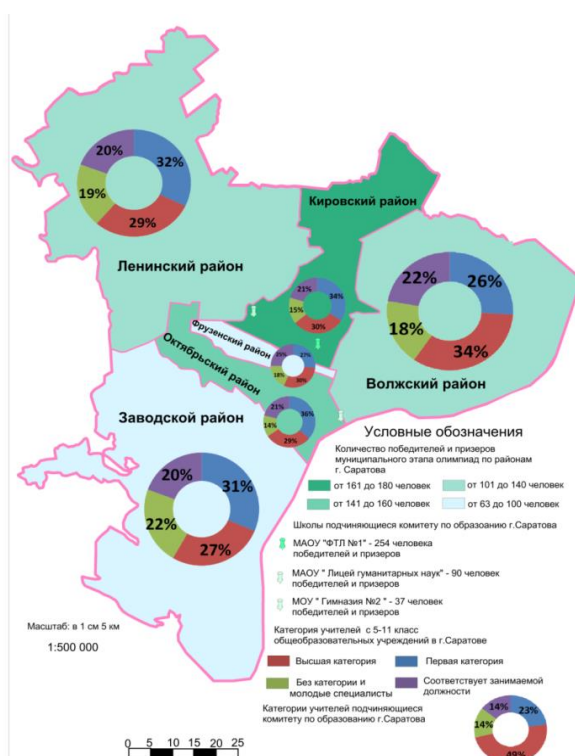 Кировский район
20%
32%
19%
29%
Ленинский район
22%
26%
18%
34%
Волжский район
21%
34%
15%
30%
Фрузенский район
27%
18%
30%
Октябрьский район
21%
36%
14%
29%
Заводской район
20%
31%
22%
27%
Условные обозначения
Количество победителей и призеров
муниципального этапа олимпиад по районам
г. Саратова
от 161 до 180 человек
от 101 до 140 человек
от 141 до 160 человек
от 63 до 100 человек
Школы подчиняющиеся комитету по образоанию г.Саратова
МАОУ "ФТЛ №1" - 254 человека
победителей и призеров
МАОУ " Лицей гуманитарных наук" - 90 человек
победителей и призеров
МОУ " Гимназия №2 " - 37 человек
победителей и призеров
Масштаб: в 1 см 5 км
1:500 000
Категория учителей с 5-11 класс
общеобразовательных учреждений в г.Саратове
Высшая категория
Первая категория
Без категории и
молодые специалисты
Соответствует занимаемой
должности
Категории учителей подчиняющиеся
комитету по образованию г.Саратова
14%
23%
14%
49%
0 5 10 15 20 25